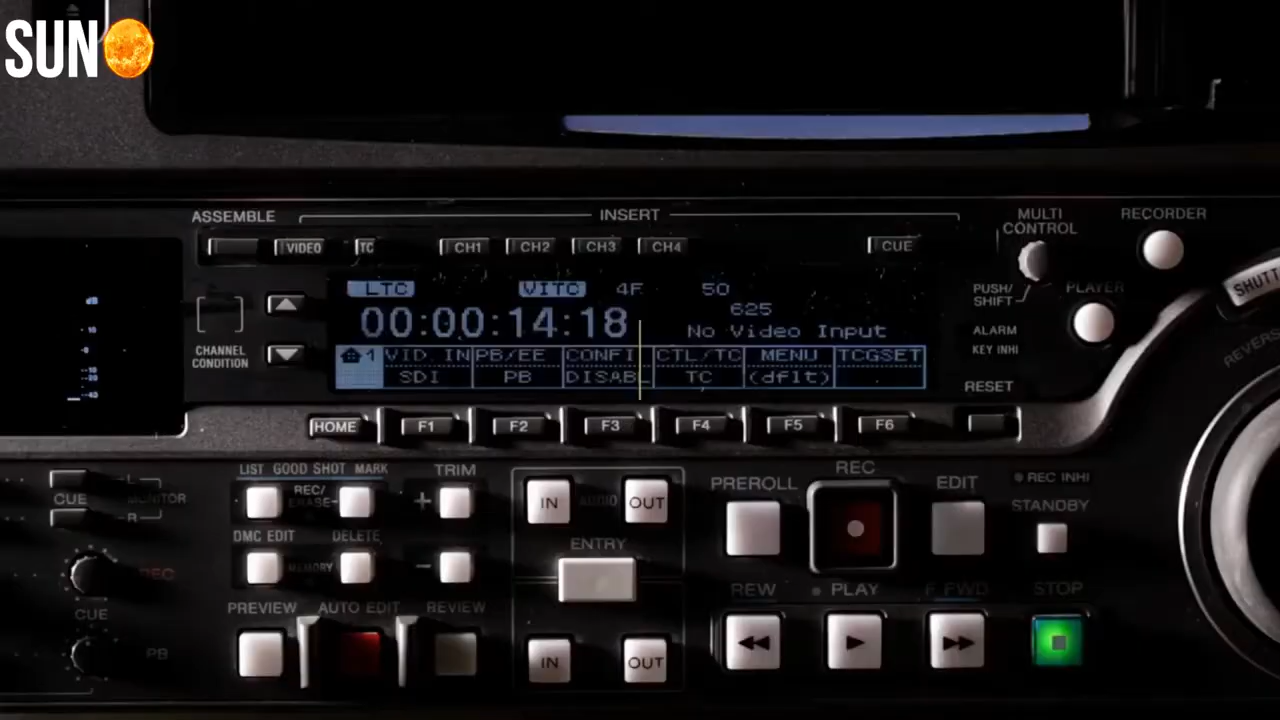 SUN
ASSEMBLE INSERT
MULTI CONTROL RECORDER
VIDEO TC CH1 CH2 CH3 CH4 CUE
LTC VITC 4F 50
PUSH/SHIFT PLAYER SHUTT
625
00:00:14:18 No Video Input
ALARM
KEY INHI
REVERS
CHANNEL CONDITION
1 VID. IN PB/EE CONFI CTL/TC MENU TCGSET
SDI PB DISABL TC (dflt)
RESET
HOME F1 F2 F3 F4 F5 F6
dB
LIST GOOD SHOT MARK TRIM REC
CUE L MONITOR R
REC/ERASE + IN AUDIO OUT PREROLL EDIT REC INHI
STANDBY
DMC EDIT DELETE ENTRY
REC MEMORY -
REW PLAY F FWD STOP
CUE PREVIEW AUTO EDIT REVIEW
PB IN OUT